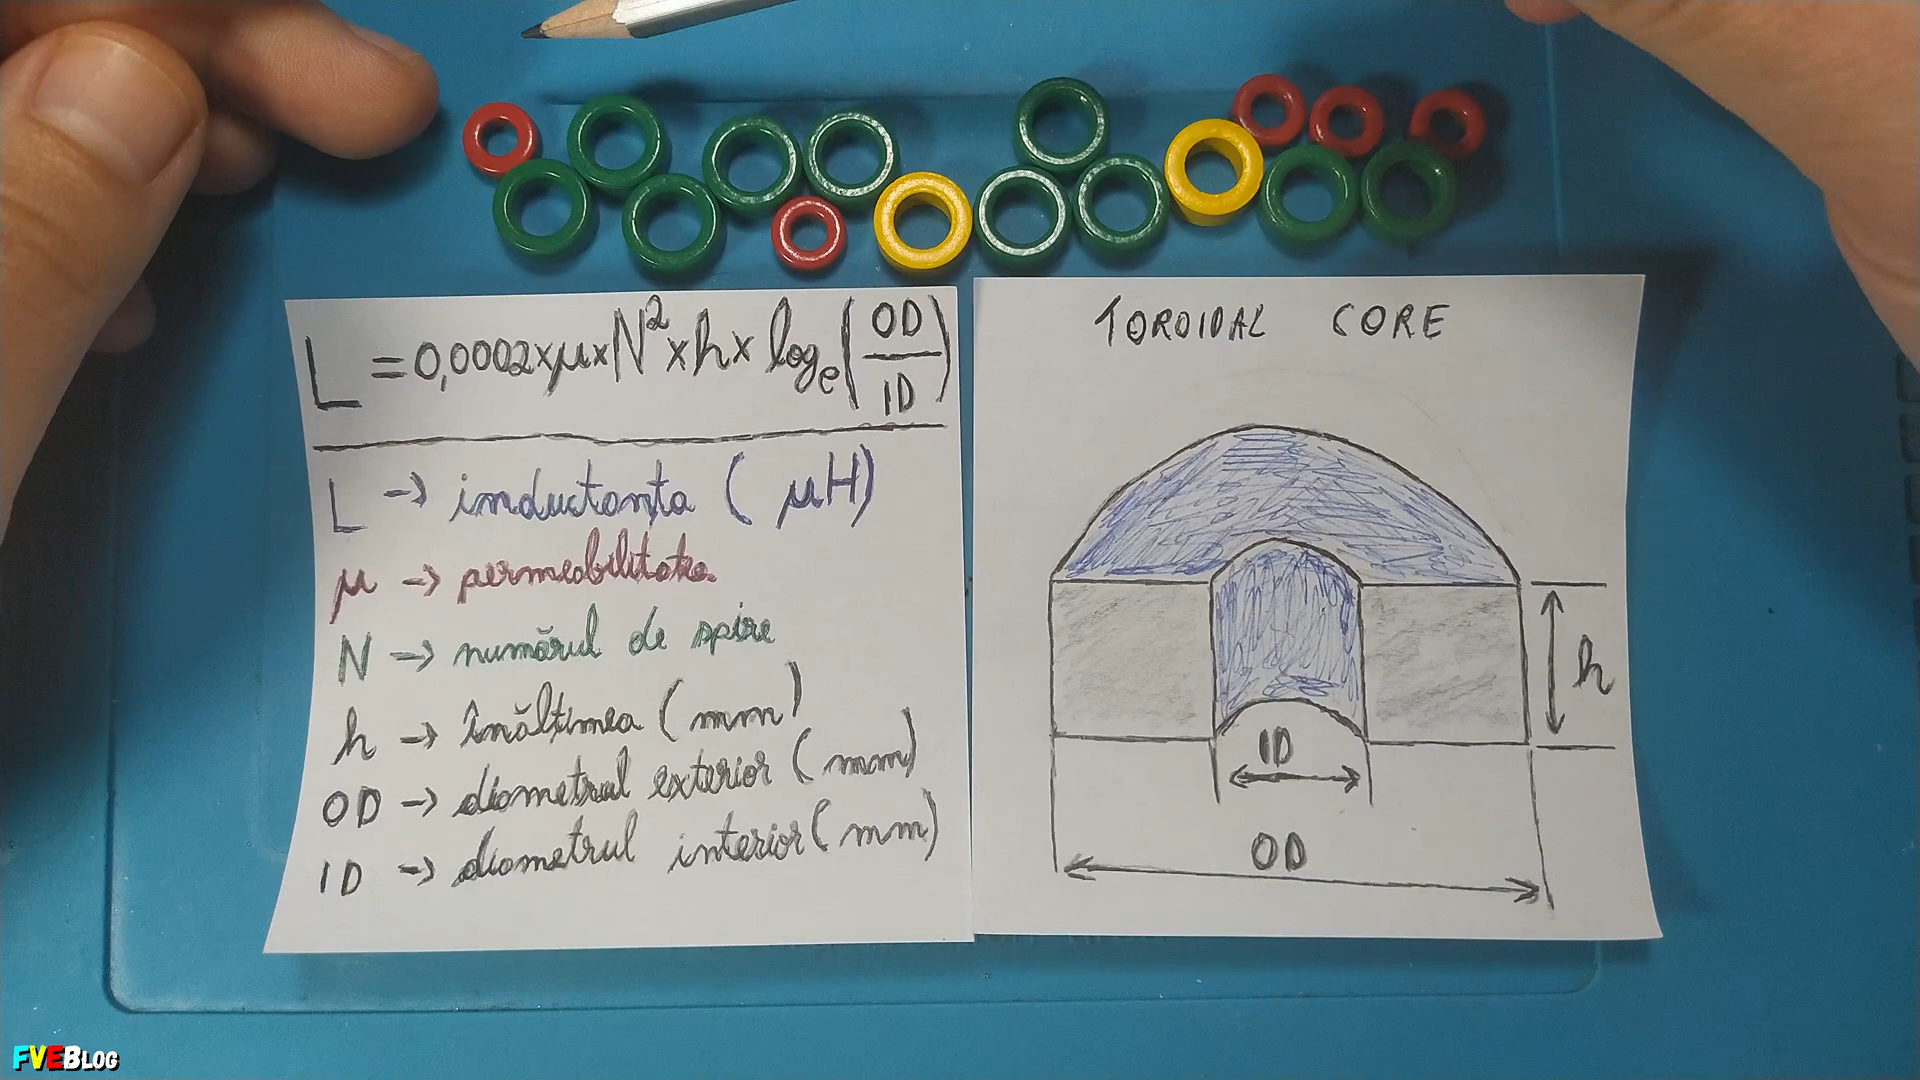 L = 0,0002 x µ x N² x h x logₑ (OD/ID)
L -> inductanța ( µH)
µ -> permeabilitatea
N -> numărul de spire
h -> înălțimea (mm)
OD -> diametrul exterior (mm)
ID -> diametrul interior (mm)
TOROIDAL CORE
h
ID
OD
FVEBLOG